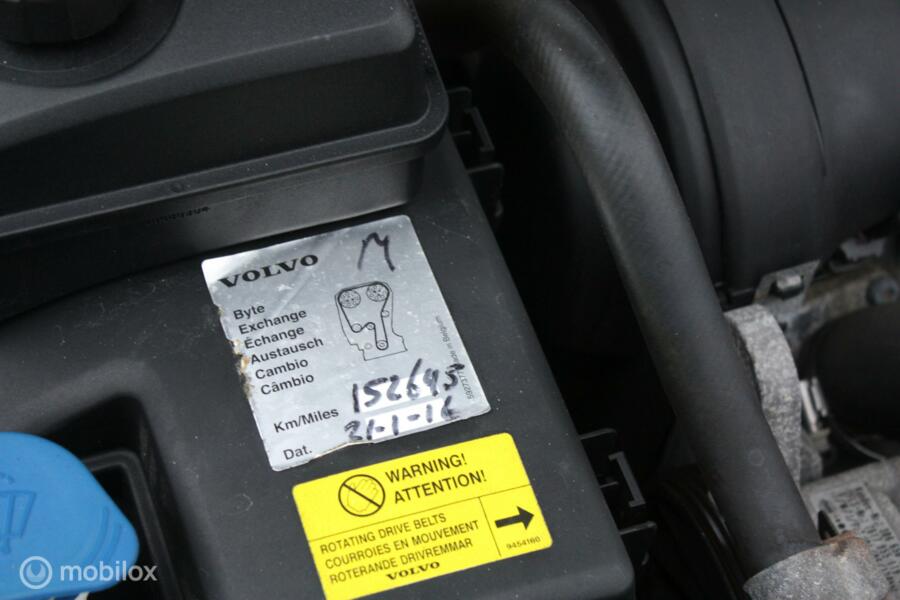 VOLVO
Byte
Exchange
Échange
Austausch
Cambio
Câmbio
Km/Miles 152645
Dat. 21-1-16
Made in Belgium
WARNING!
ATTENTION!
ROTATING DRIVE BELTS
COURROIES EN MOUVEMENT
ROTERANDE DRIVREMMAR
VOLVO
9454160
mobilox